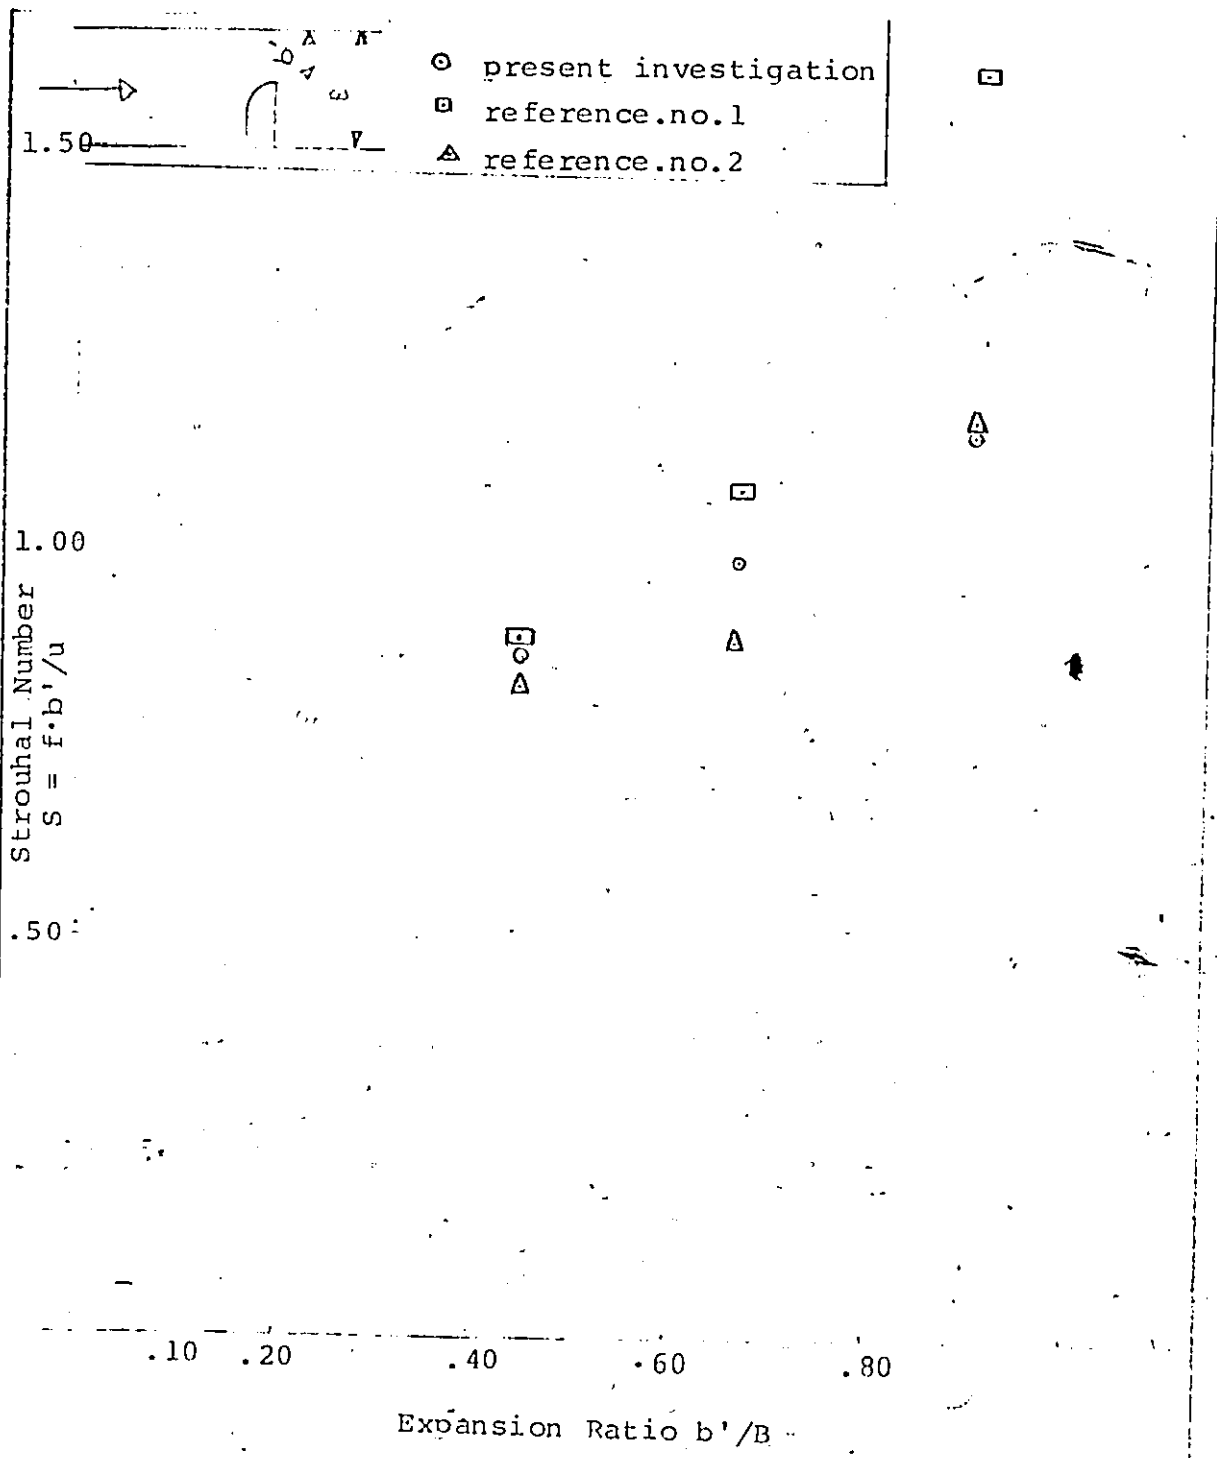 b'
B
present investigation
reference.no.1
reference.no.2
1.50
1.00
.50
Strouhal Number
S = f·b'/u
.10 .20 .40 .60 .80
Expansion Ratio b'/B